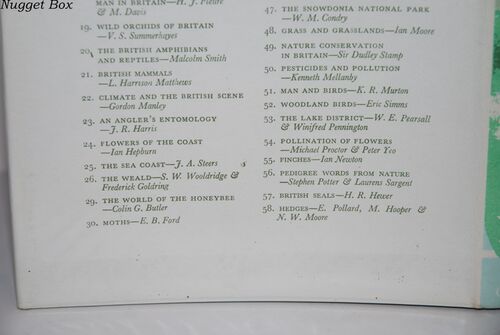 Nugget Box
MAN IN BRITAIN—H. J. Fleure
& M. Davis
19. WILD ORCHIDS OF BRITAIN
—V. S. Summerhayes
20. THE BRITISH AMPHIBIANS
AND REPTILES—Malcolm Smith
21. BRITISH MAMMALS
—L. Harrison Matthews
22. CLIMATE AND THE BRITISH SCENE
—Gordon Manley
23. AN ANGLER'S ENTOMOLOGY
—J. R. Harris
24. FLOWERS OF THE COAST
—Ian Hepburn
25. THE SEA COAST—J. A. Steers
26. THE WEALD—S. W. Wooldridge &
Frederick Goldring
29. THE WORLD OF THE HONEYBEE
—Colin G. Butler
30. MOTHS—E. B. Ford
47. THE SNOWDONIA NATIONAL PARK
—W. M. Condry
48. GRASS AND GRASSLANDS—Ian Moore
49. NATURE CONSERVATION
IN BRITAIN—Sir Dudley Stamp
50. PESTICIDES AND POLLUTION
—Kenneth Mellanby
51. MAN AND BIRDS—R. K. Murton
52. WOODLAND BIRDS—Eric Simms
53. THE LAKE DISTRICT—W. E. Pearsall
& Winifred Pennington
54. POLLINATION OF FLOWERS
—Michael Proctor & Peter Yeo
55. FINCHES—Ian Newton
56. PEDIGREE WORDS FROM NATURE
—Stephen Potter & Laurens Sargent
57. BRITISH SEALS—H. R. Hewer
58. HEDGES—E. Pollard, M. Hooper &
N. W. Moore